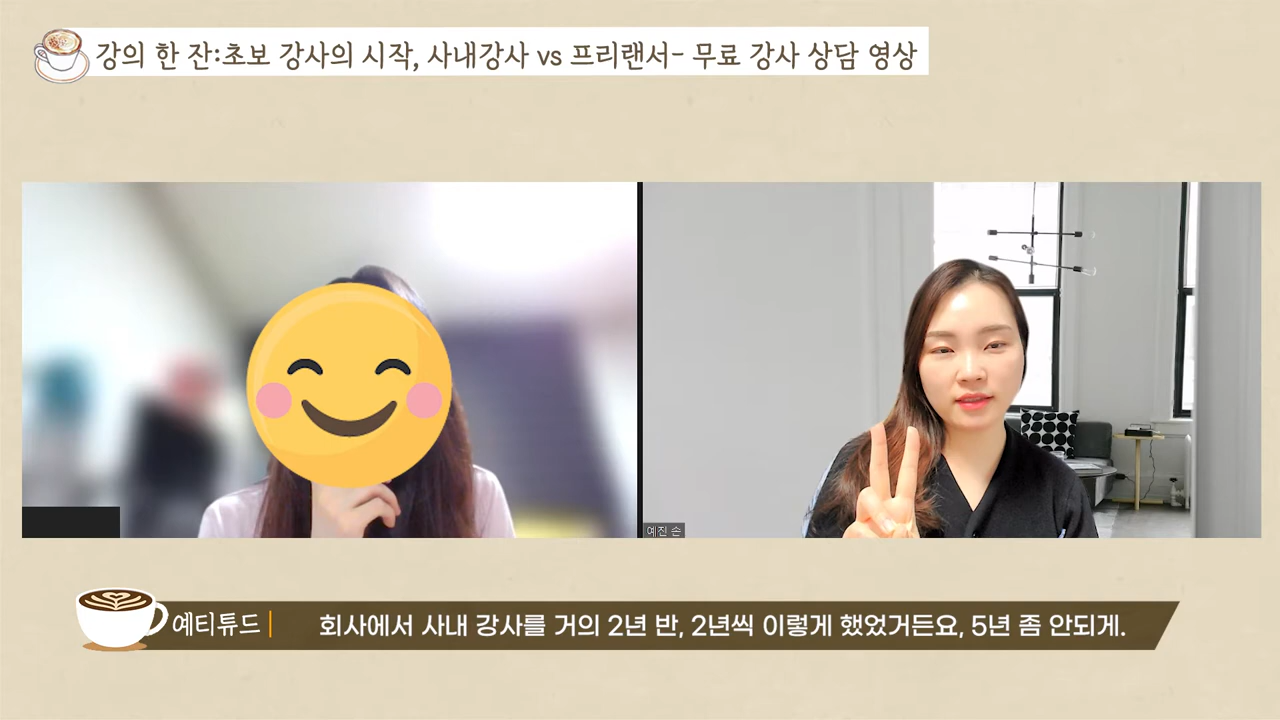 강의 한 잔:초보 강사의 시작, 사내강사 vs 프리랜서- 무료 강사 상담 영상
예진 손
예티튜드
회사에서 사내 강사를 거의 2년 반, 2년씩 이렇게 했었거든요, 5년 좀 안되게.